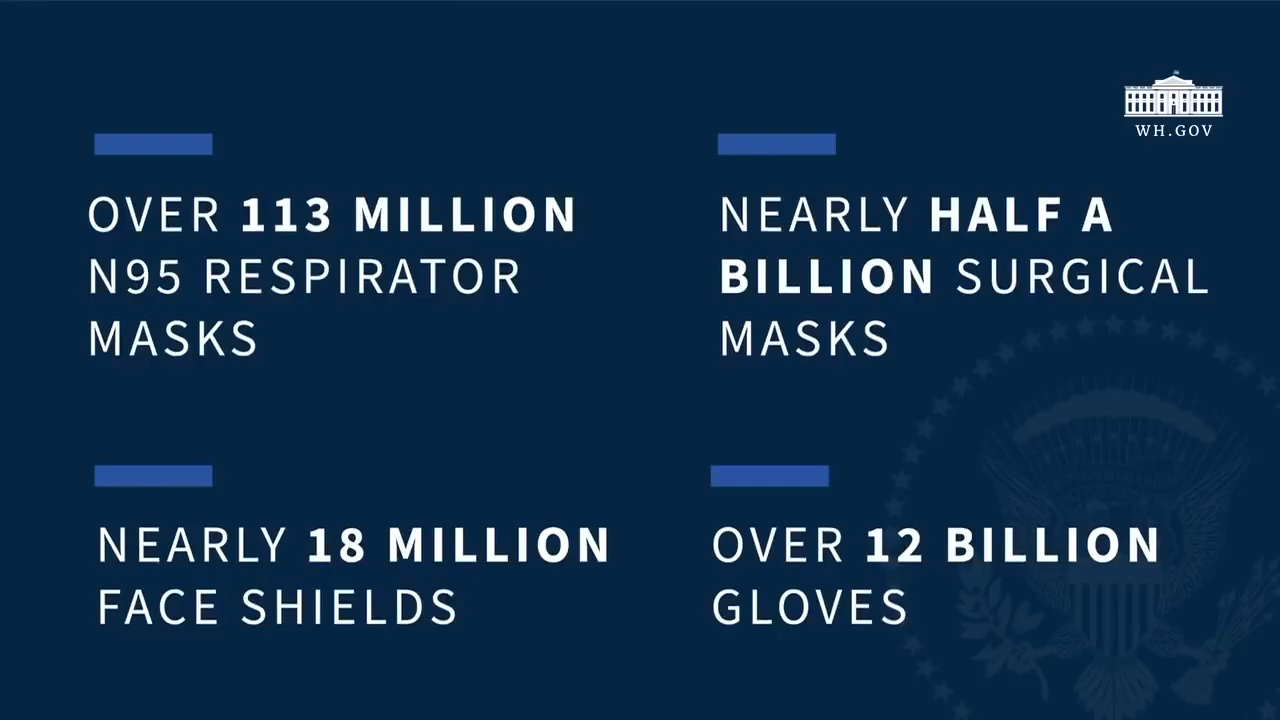 WH.GOV
OVER 113 MILLION
N95 RESPIRATOR
MASKS
NEARLY HALF A
BILLION SURGICAL
MASKS
NEARLY 18 MILLION
FACE SHIELDS
OVER 12 BILLION
GLOVES